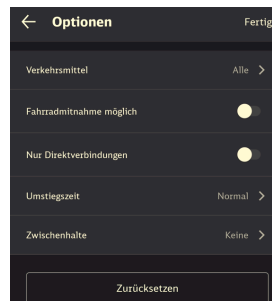 ← Optionen Fertig
Verkehrsmittel Alle >
Fahrradmitnahme möglich
Nur Direktverbindungen
Umstiegszeit Normal >
Zwischenhalte Keine >
Zurücksetzen